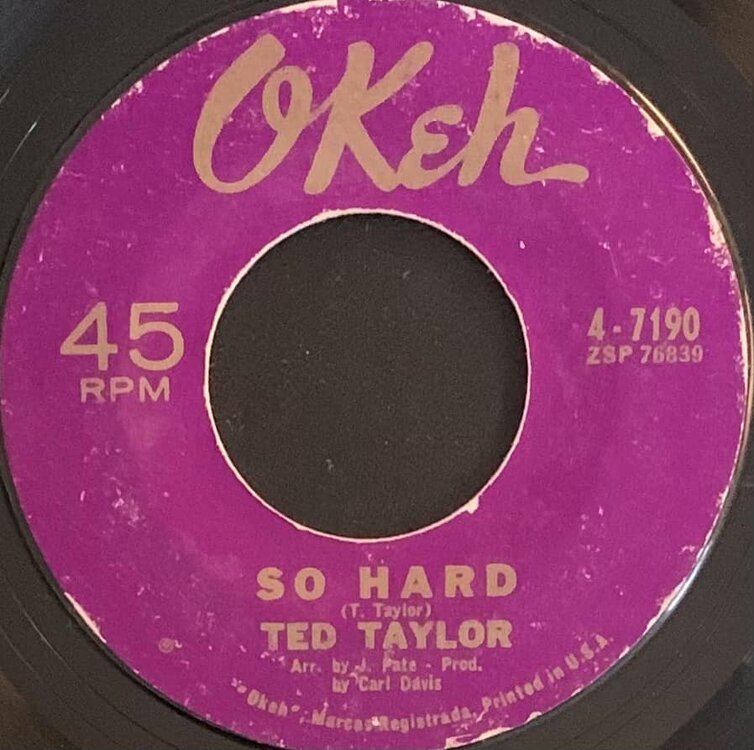 OKeh
45
RPM
4-7190
ZSP 76839
SO HARD
(T. Taylor)
TED TAYLOR
Arr. by J. Pate - Prod.
by Carl Davis
®
"Okeh", Marcas Registrada. Printed in U.S.A.